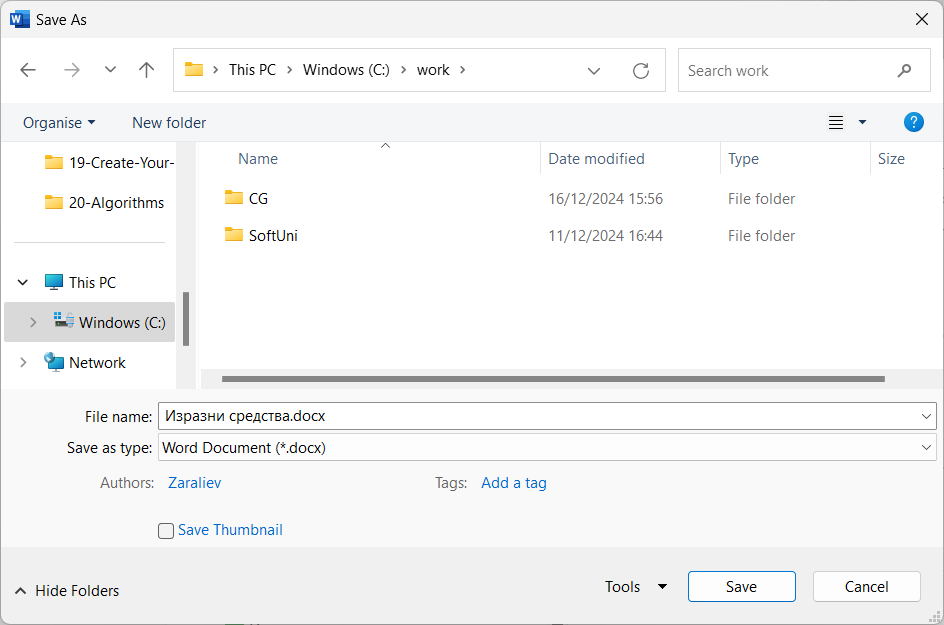 Save As
This PC > Windows (C:) > work >
Search work
Organise New folder
Name Date modified Type Size
19-Create-Your-
20-Algorithms
This PC
Windows (C:)
Network
CG 16/12/2024 15:56 File folder
SoftUni 11/12/2024 16:44 File folder
File name: Изразни средства.docx
Save as type: Word Document (*.docx)
Authors: Zaraliev Tags: Add a tag
Save Thumbnail
Hide Folders Tools Save Cancel